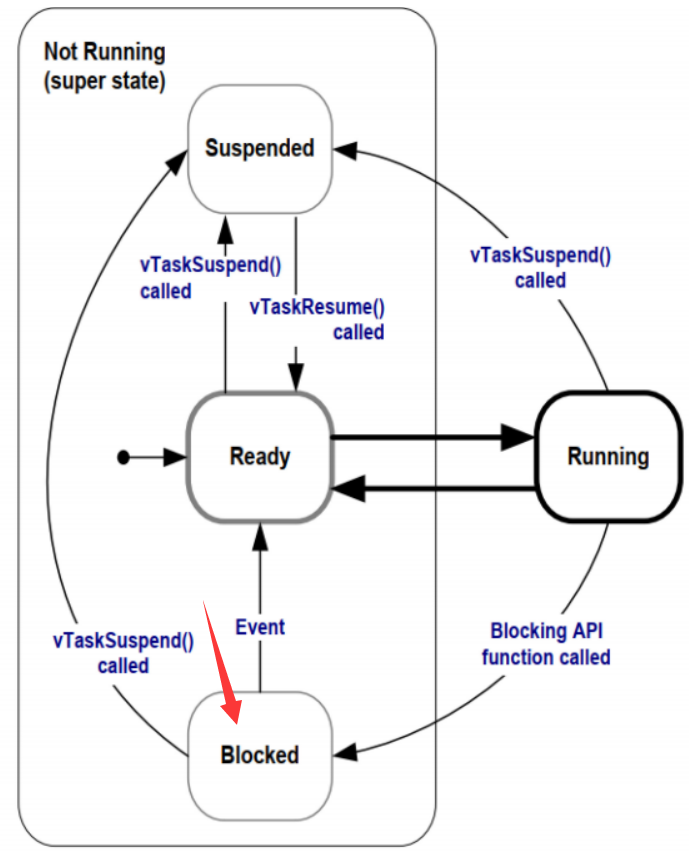 Not Running
(super state)
Suspended
vTaskSuspend()
called
vTaskResume()
called
vTaskSuspend()
called
Ready
Running
Event
vTaskSuspend()
called
Blocking API
function called
Blocked